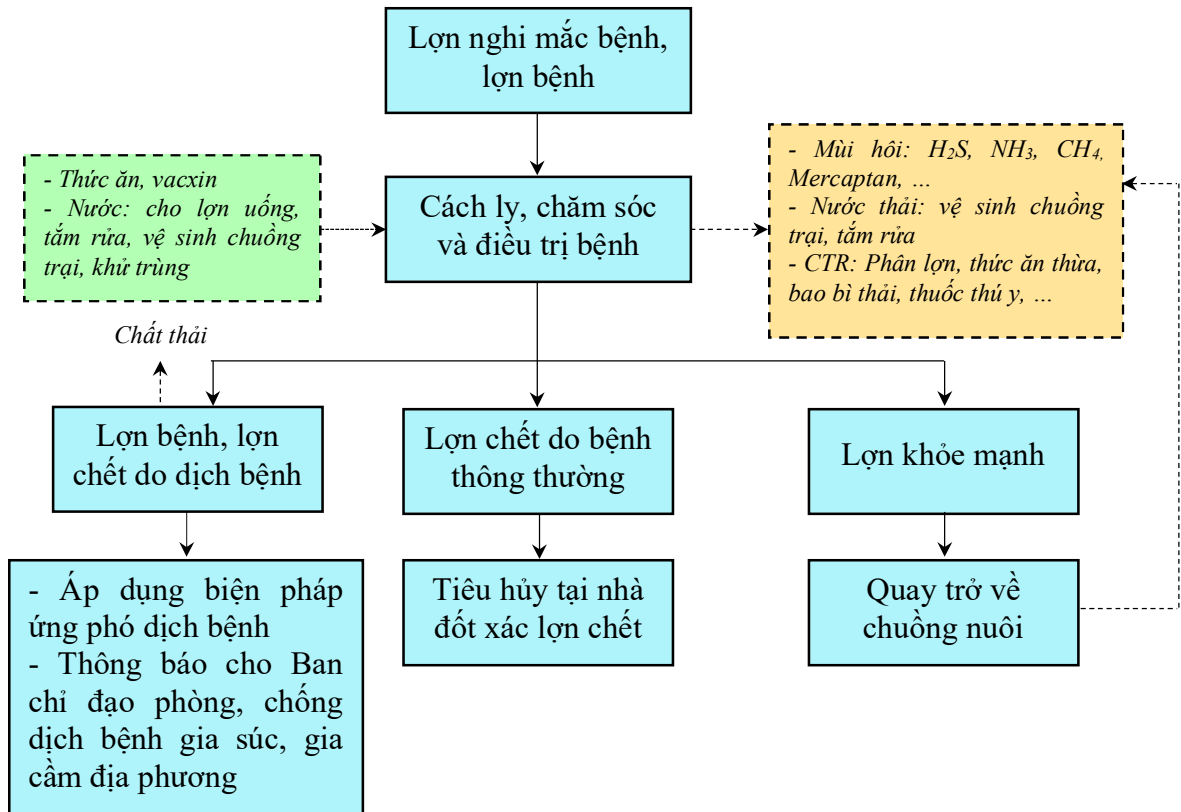 Lợn nghi mắc bệnh,
lợn bệnh
- Thức ăn, vacxin
- Nước: cho lợn uống,
tắm rửa, vệ sinh chuồng
trại, khử trùng
Cách ly, chăm sóc
và điều trị bệnh
- Mùi hôi: H₂S, NH₃, CH₄,
Mercaptan, ...
- Nước thải: vệ sinh chuồng
trại, tắm rửa
- CTR: Phân lợn, thức ăn thừa,
bao bì thải, thuốc thú y, ...
Chất thải
Lợn bệnh, lợn
chết do dịch bệnh
Lợn chết do bệnh
thông thường
Lợn khỏe mạnh
- Áp dụng biện pháp
ứng phó dịch bệnh
- Thông báo cho Ban
chỉ đạo phòng, chống
dịch bệnh gia súc, gia
cầm địa phương
Tiêu hủy tại nhà
đốt xác lợn chết
Quay trở về
chuồng nuôi